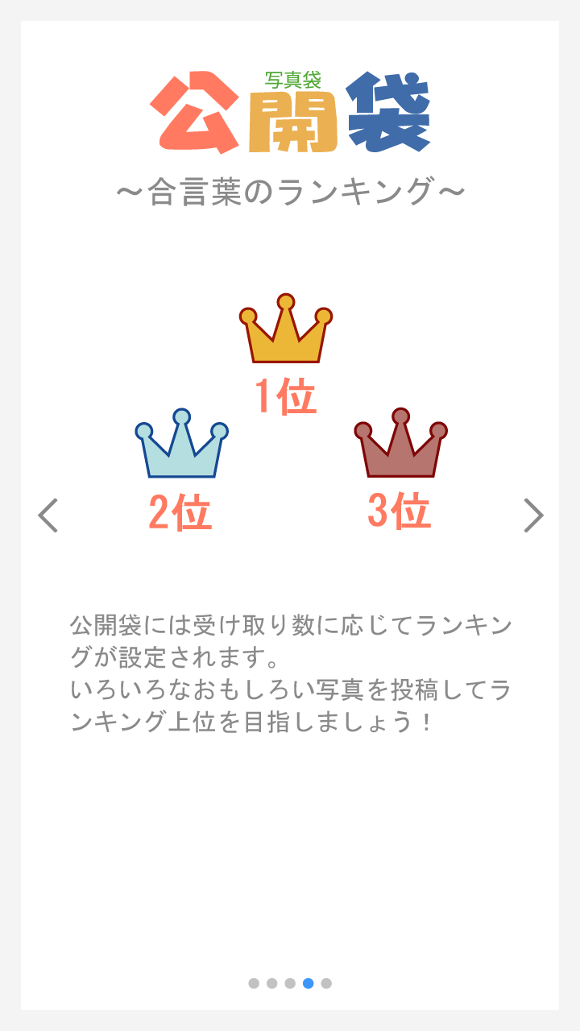 写真袋
公開袋
〜合言葉のランキング〜
1位
2位
3位
公開袋には受け取り数に応じてランキン
グが設定されます。
いろいろなおもしろい写真を投稿してラ
ンキング上位を目指しましょう！